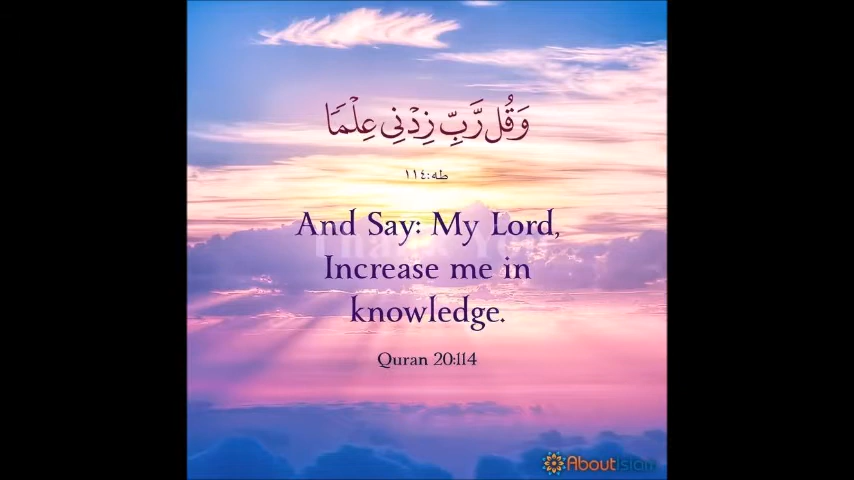 وَقُل رَّبِّ زِدْنِي عِلْمًا
طه:١١٤
And Say: My Lord,
Increase me in
knowledge.
Quran 20:114
AboutIslam